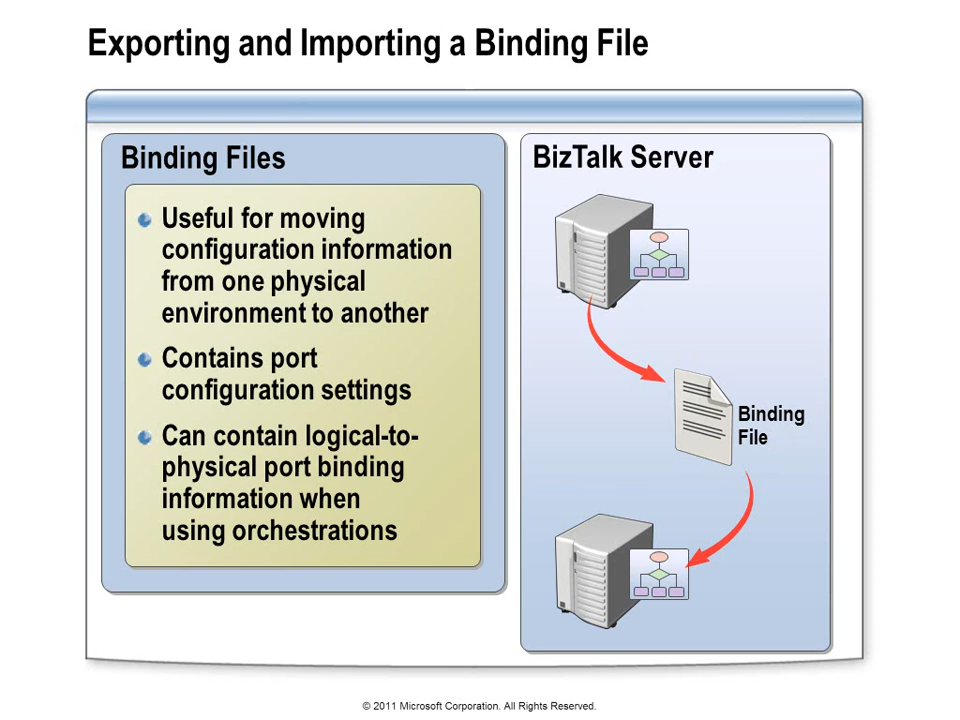 Exporting and Importing a Binding File
Binding Files
Useful for moving
configuration information
from one physical
environment to another
Contains port
configuration settings
Can contain logical-to-
physical port binding
information when
using orchestrations
BizTalk Server
Binding
File
© 2011 Microsoft Corporation. All Rights Reserved.